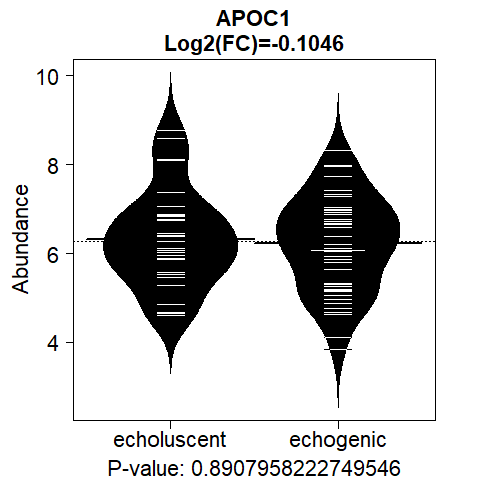 APOC1
Log2(FC)=-0.1046
Abundance
10
8
6
4
echoluscent echogenic
P-value: 0.8907958222749546